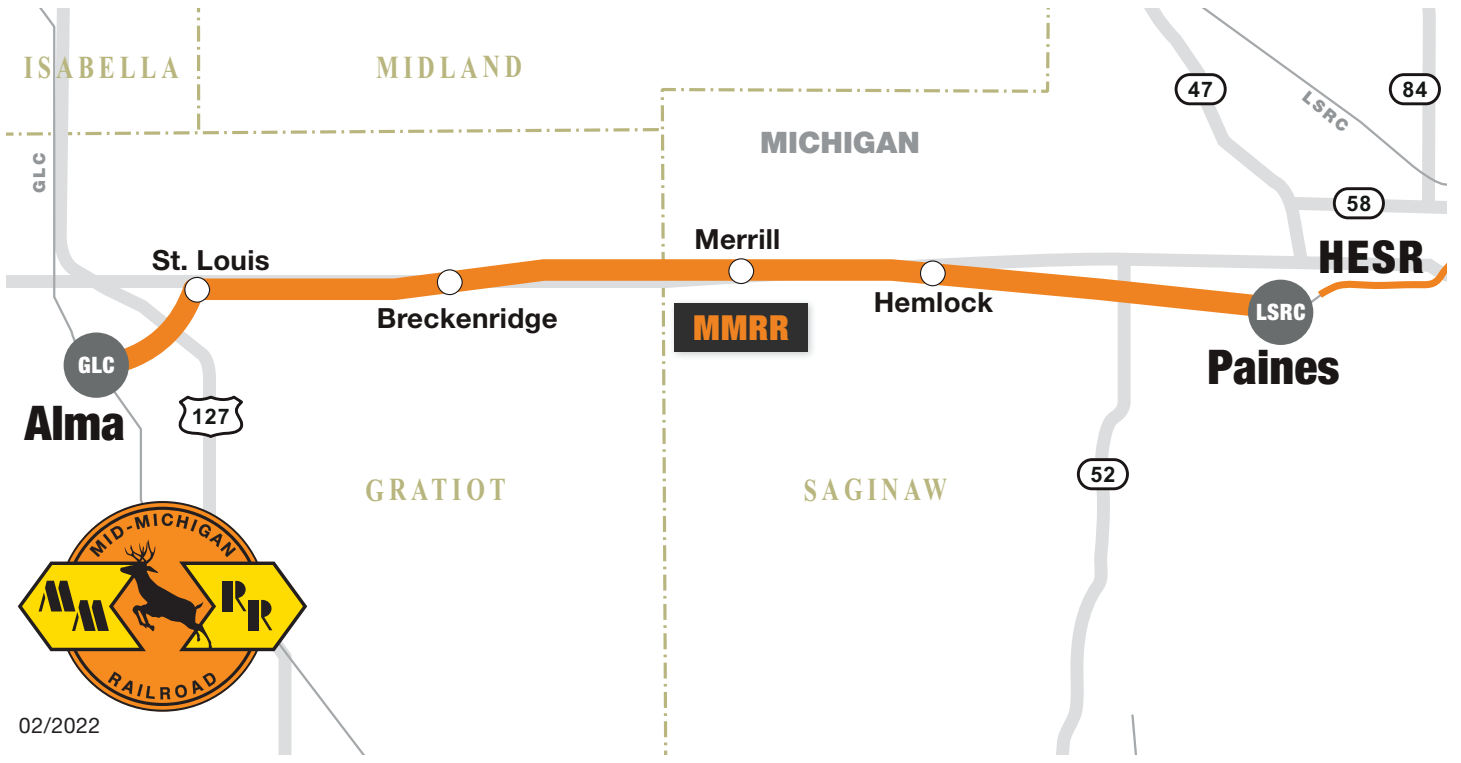 ISABELLA
MIDLAND
47
84
LSRC
MICHIGAN
GLC
58
St. Louis
Merrill
HESR
Breckenridge
Hemlock
MMRR
LSRC
Paines
GLC
Alma
127
GRATIOT
SAGINAW
52
MID-MICHIGAN
MM
RR
RAILROAD
02/2022